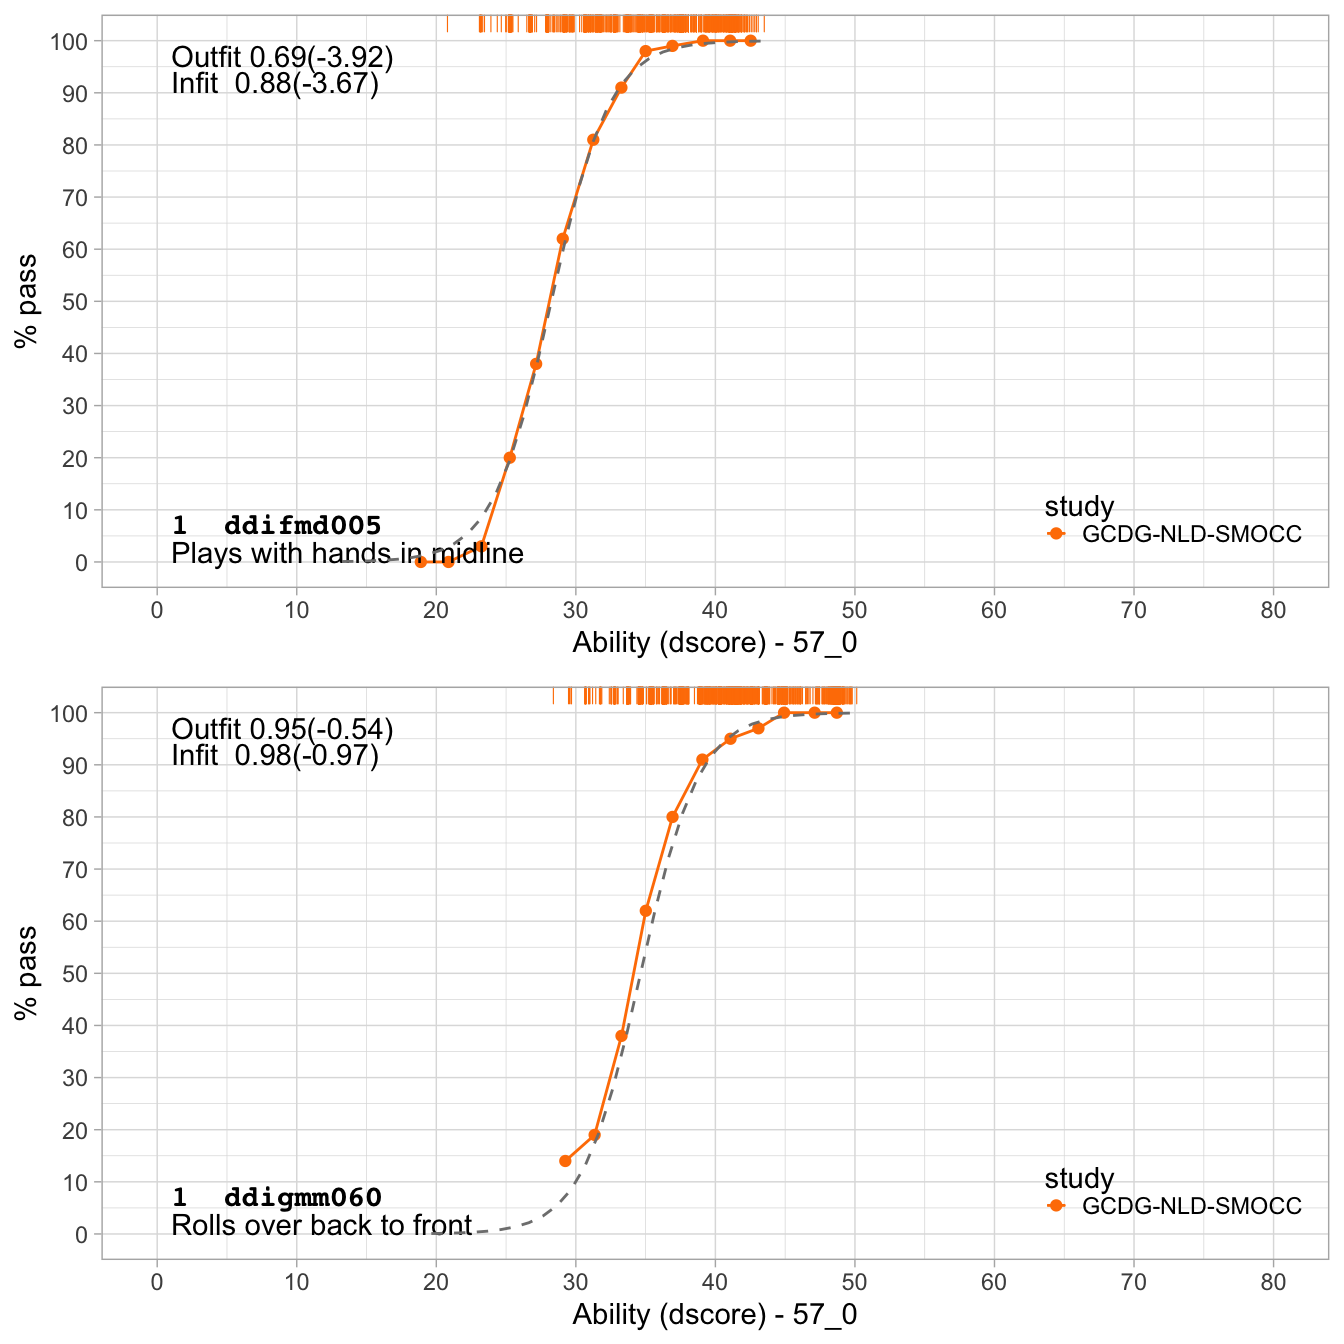 Outfit 0.69(-3.92)
Infit  0.88(-3.67)
100
90
80
70
60
50
40
30
20
10
0
% pass
1  ddifmd005
Plays with hands in midline
study
GCDG-NLD-SMOCC
0 10 20 30 40 50 60 70 80
Ability (dscore) - 57_0
Outfit 0.95(-0.54)
Infit  0.98(-0.97)
100
90
80
70
60
50
40
30
20
10
0
% pass
1  ddigmm060
Rolls over back to front
study
GCDG-NLD-SMOCC
0 10 20 30 40 50 60 70 80
Ability (dscore) - 57_0